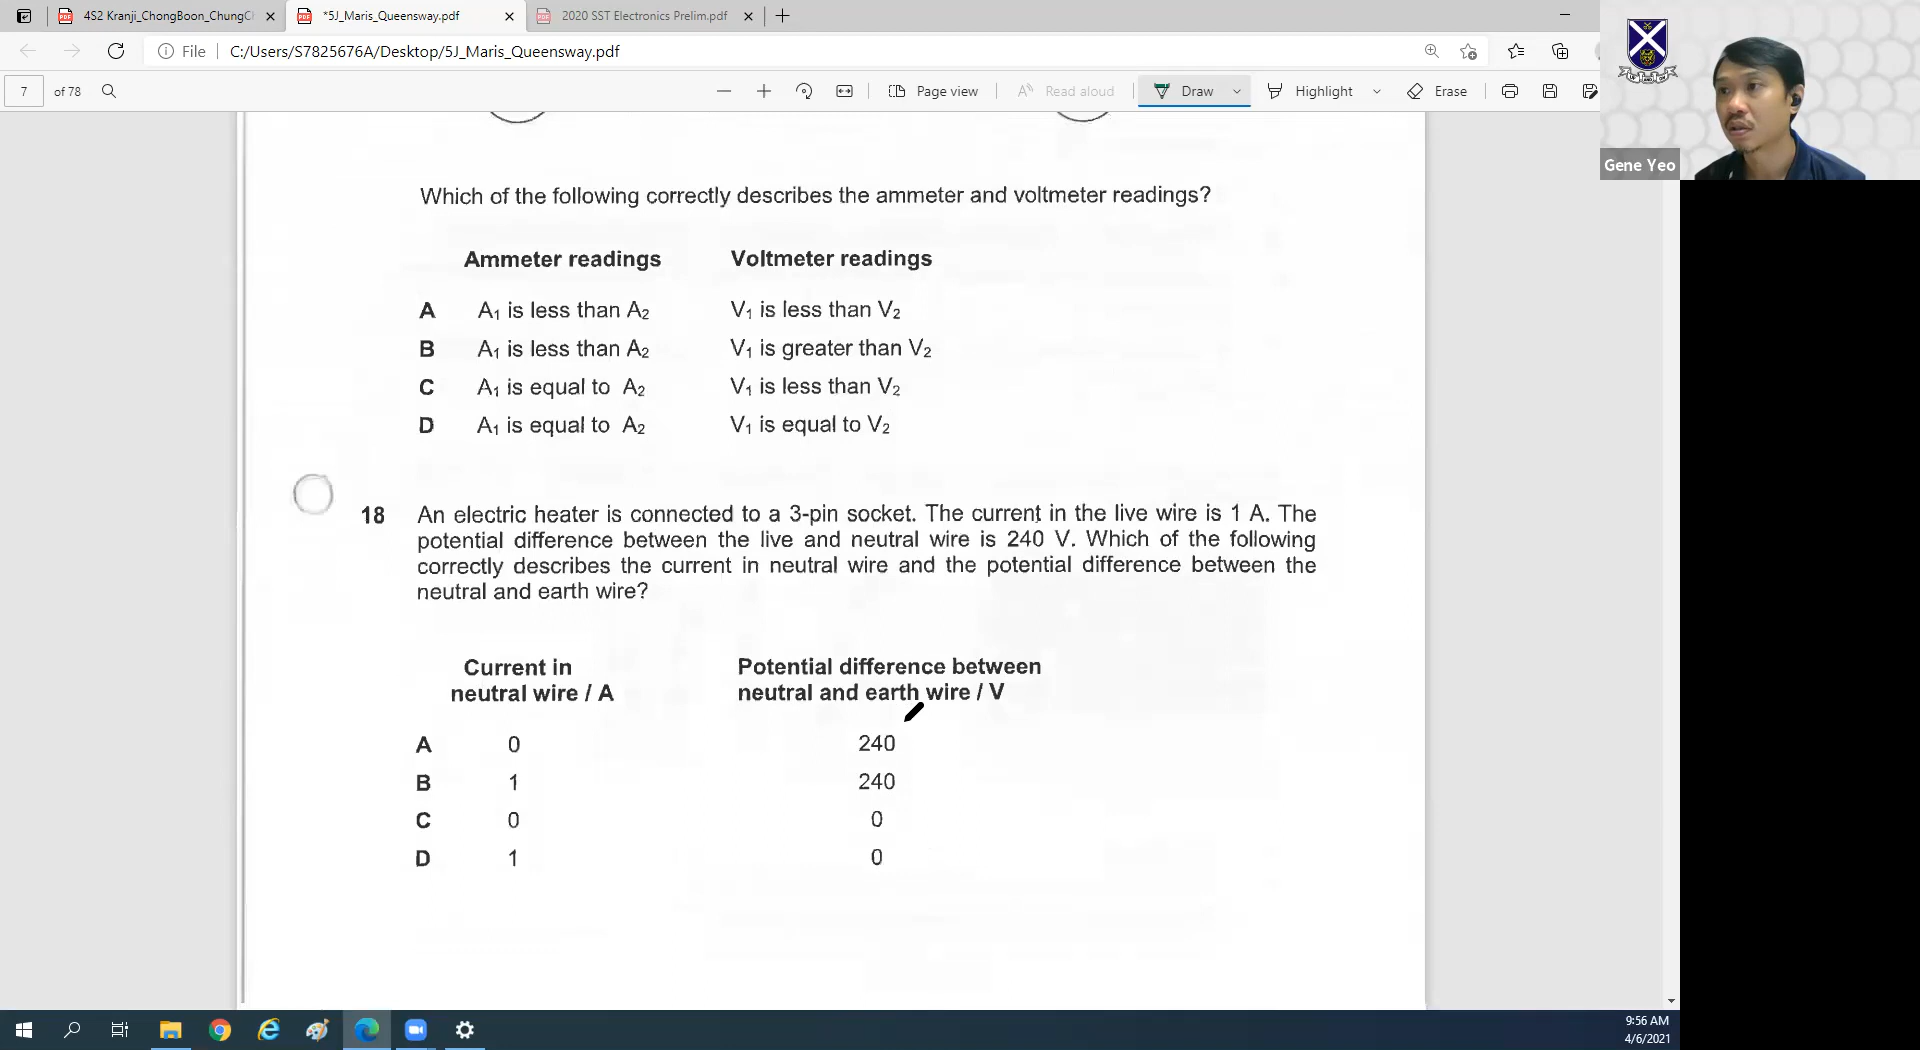 4S2 Kranji_ChongBoon_ChungC
*5J_Maris_Queensway.pdf
2020 SST Electronics Prelim.pdf
File
C:/Users/S7825676A/Desktop/5J_Maris_Queensway.pdf
7 of 78
Page view
Read aloud
Draw
Highlight
Erase
Gene Yeo
Which of the following correctly describes the ammeter and voltmeter readings?
Ammeter readings Voltmeter readings
A A₁ is less than A₂ V₁ is less than V₂
B A₁ is less than A₂ V₁ is greater than V₂
C A₁ is equal to A₂ V₁ is less than V₂
D A₁ is equal to A₂ V₁ is equal to V₂
18 An electric heater is connected to a 3-pin socket. The current in the live wire is 1 A. The
potential difference between the live and neutral wire is 240 V. Which of the following
correctly describes the current in neutral wire and the potential difference between the
neutral and earth wire?
Current in Potential difference between
neutral wire / A neutral and earth wire / V
A 0 240
B 1 240
C 0 0
D 1 0
9:56 AM
4/6/2021